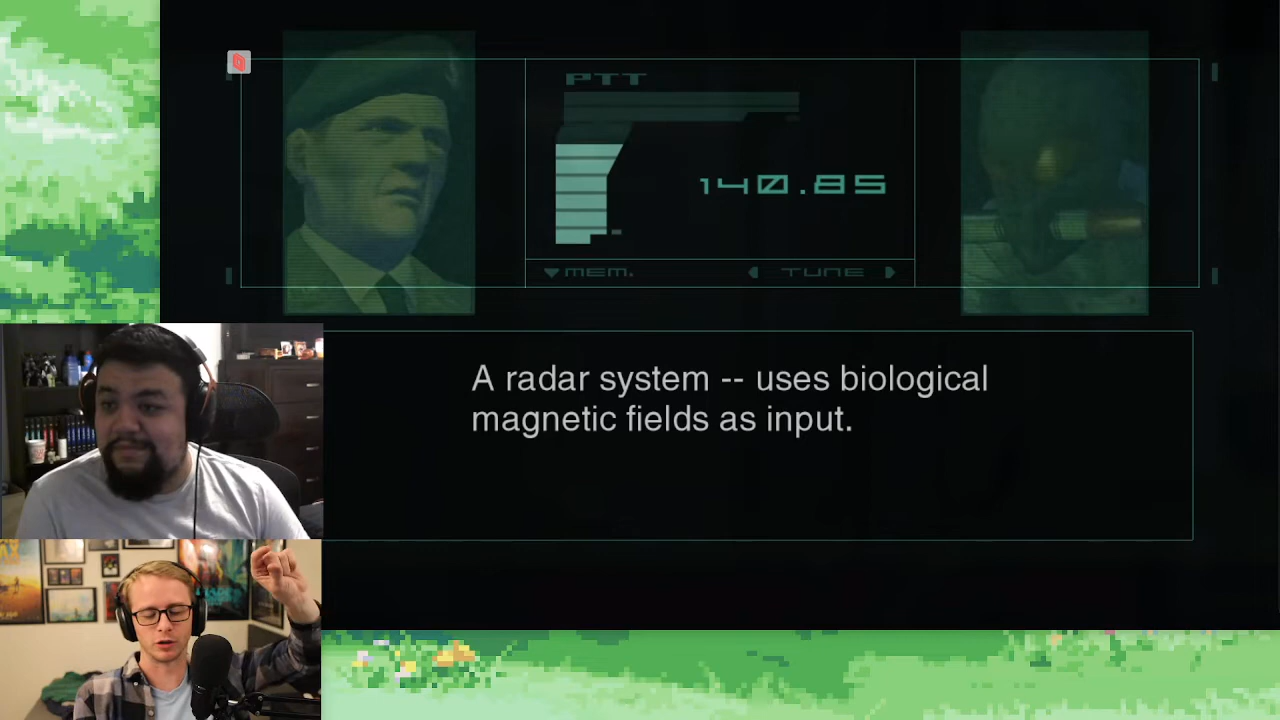 PTT
140.85
MEM.
TUNE
A radar system -- uses biological
magnetic fields as input.